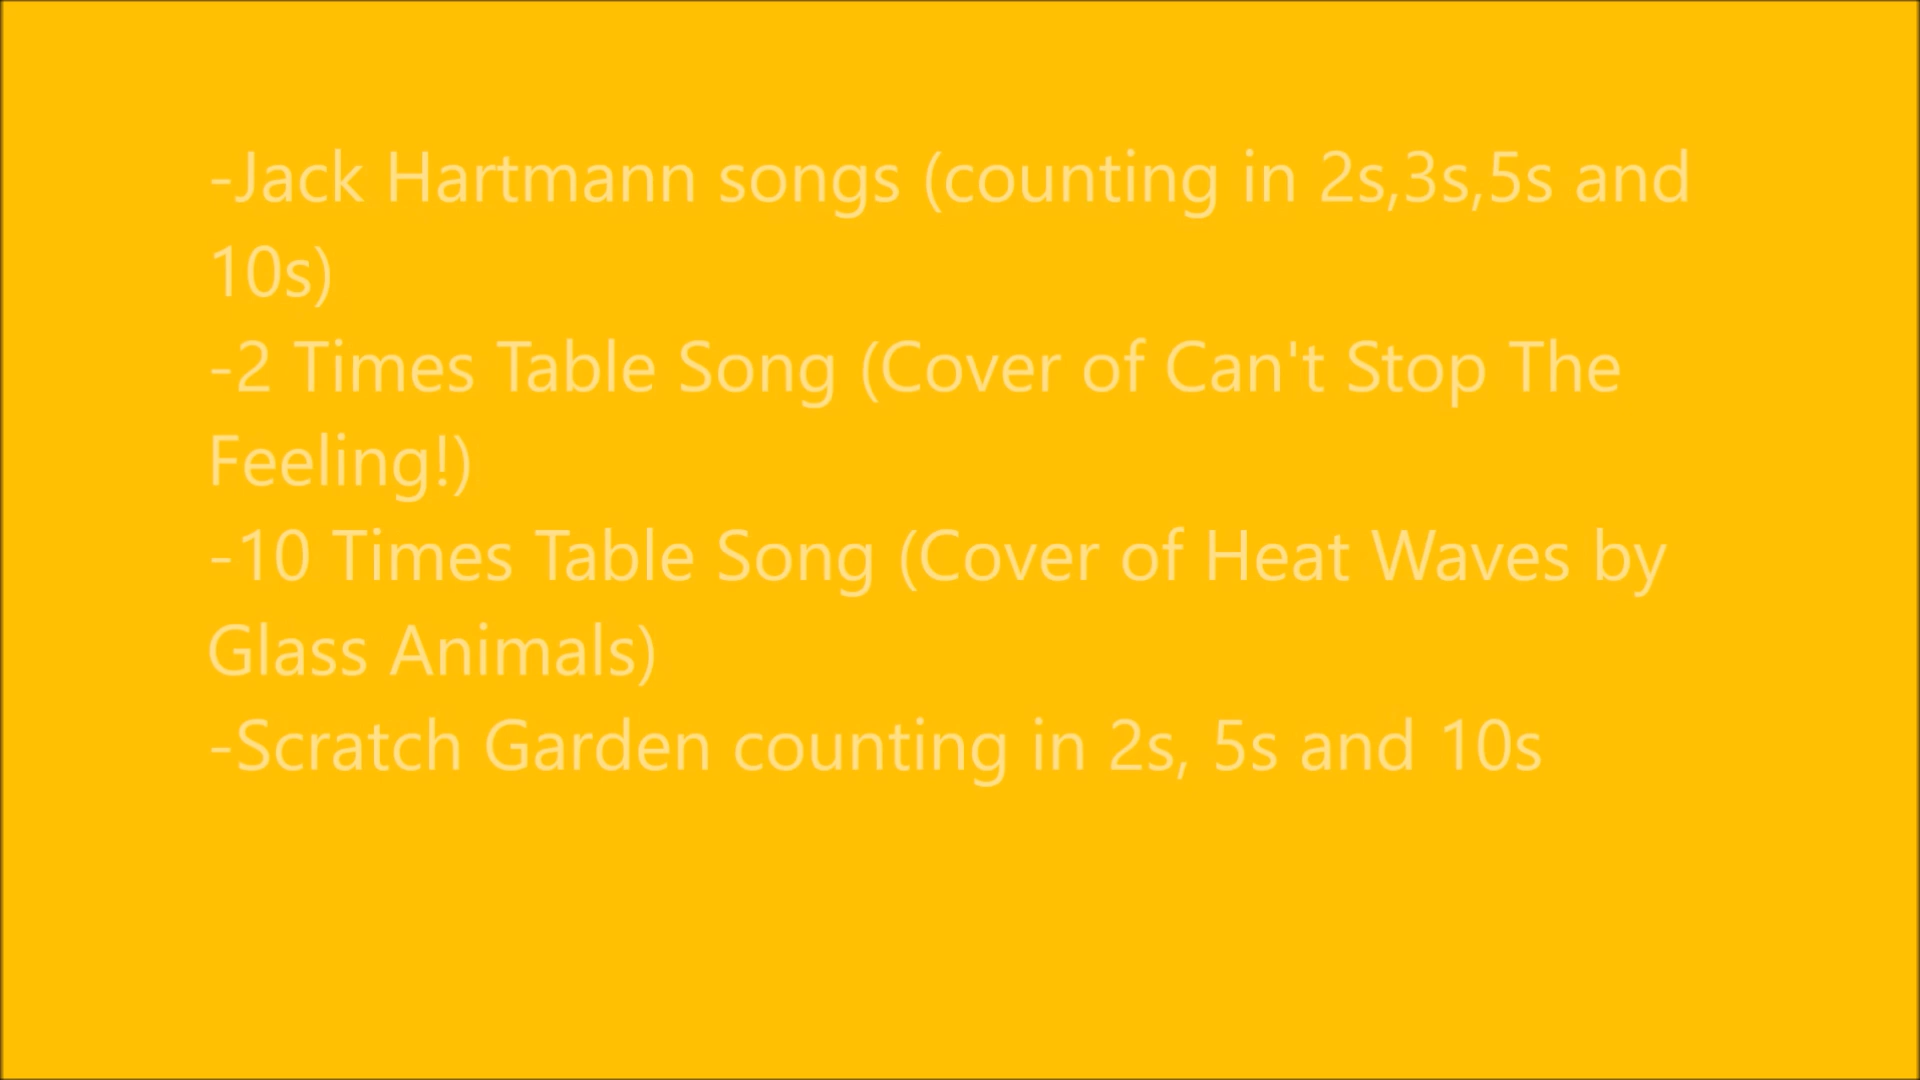 -Jack Hartmann songs (counting in 2s,3s,5s and
10s)
-2 Times Table Song (Cover of Can't Stop The
Feeling!)
-10 Times Table Song (Cover of Heat Waves by
Glass Animals)
-Scratch Garden counting in 2s, 5s and 10s